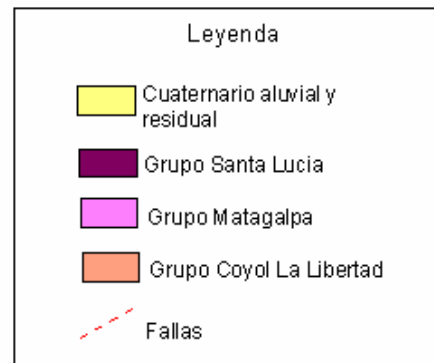 Leyenda
Cuaternario aluvial y
residual
Grupo Santa Lucia
Grupo Matagalpa
Grupo Coyol La Libertad
Fallas